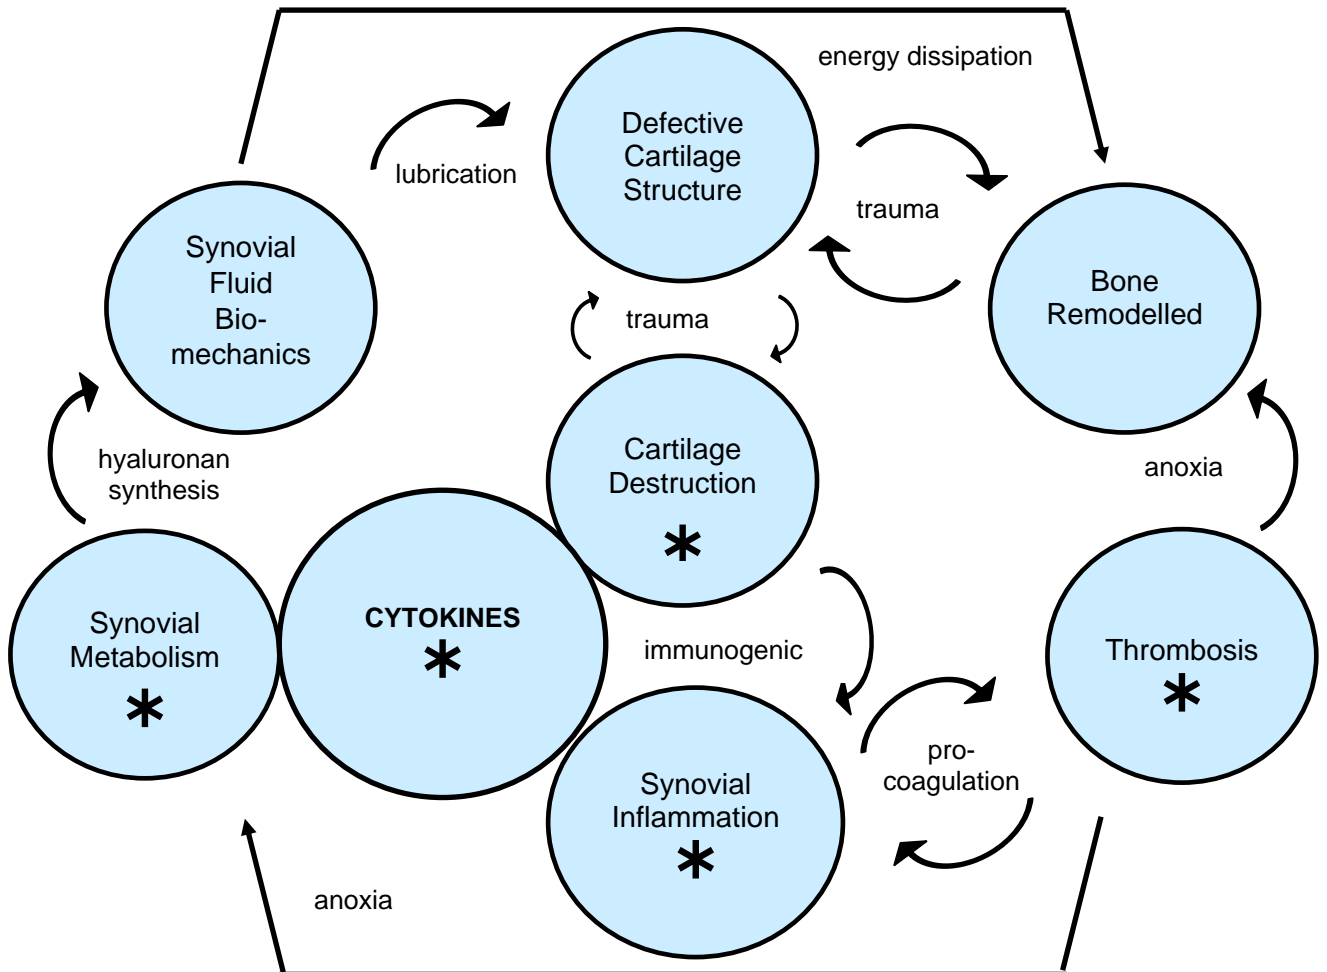 energy dissipation
Defective
Cartilage
Structure
lubrication
trauma
Synovial
Fluid
Bio-
mechanics
Bone
Remodelled
trauma
hyaluronan
synthesis
Cartilage
Destruction
*
anoxia
CYTOKINES
*
Synovial
Metabolism
*
immunogenic
Thrombosis
*
pro-
coagulation
Synovial
Inflammation
*
anoxia